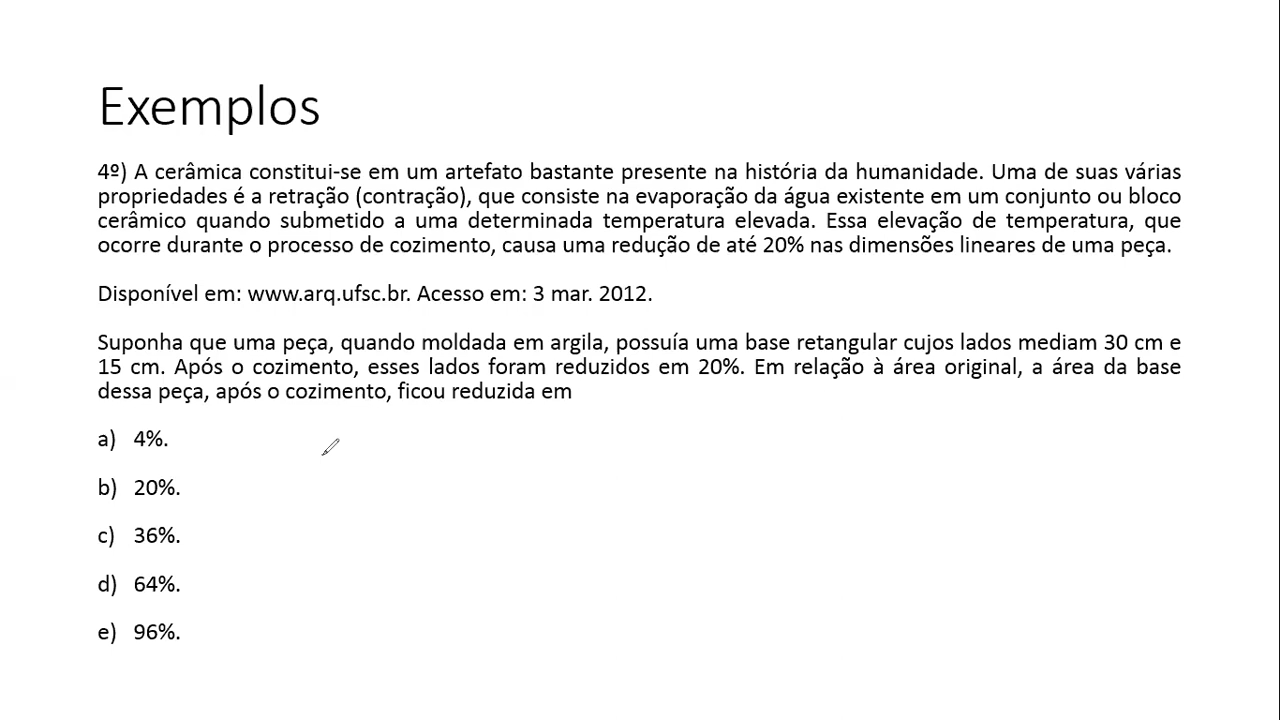 Exemplos
4º) A cerâmica constitui-se em um artefato bastante presente na história da humanidade. Uma de suas várias
propriedades é a retração (contração), que consiste na evaporação da água existente em um conjunto ou bloco
cerâmico quando submetido a uma determinada temperatura elevada. Essa elevação de temperatura, que
ocorre durante o processo de cozimento, causa uma redução de até 20% nas dimensões lineares de uma peça.
Disponível em: www.arq.ufsc.br. Acesso em: 3 mar. 2012.
Suponha que uma peça, quando moldada em argila, possuía uma base retangular cujos lados mediam 30 cm e
15 cm. Após o cozimento, esses lados foram reduzidos em 20%. Em relação à área original, a área da base
dessa peça, após o cozimento, ficou reduzida em
a) 4%.
b) 20%.
c) 36%.
d) 64%.
e) 96%.